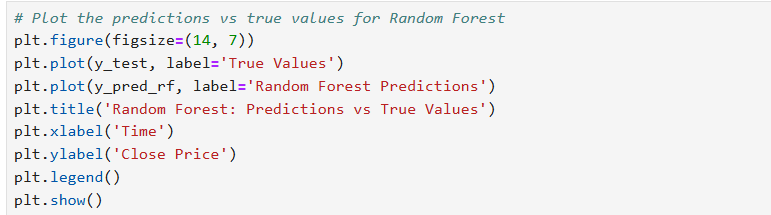 # Plot the predictions vs true values for Random Forest
plt.figure(figsize=(14, 7))
plt.plot(y_test, label='True Values')
plt.plot(y_pred_rf, label='Random Forest Predictions')
plt.title('Random Forest: Predictions vs True Values')
plt.xlabel('Time')
plt.ylabel('Close Price')
plt.legend()
plt.show()